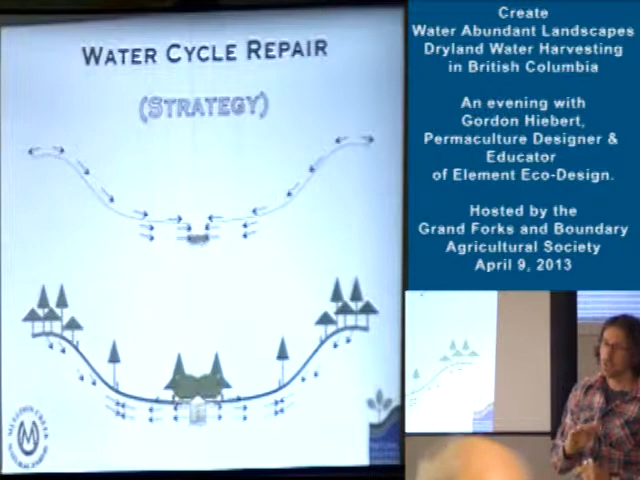 WATER CYCLE REPAIR
(STRATEGY)
Create
Water Abundant Landscapes
Dryland Water Harvesting
in British Columbia
An evening with
Gordon Hiebert,
Permaculture Designer &
Educator
of Element Eco-Design.
Hosted by the
Grand Forks and Boundary
Agricultural Society
April 9, 2013